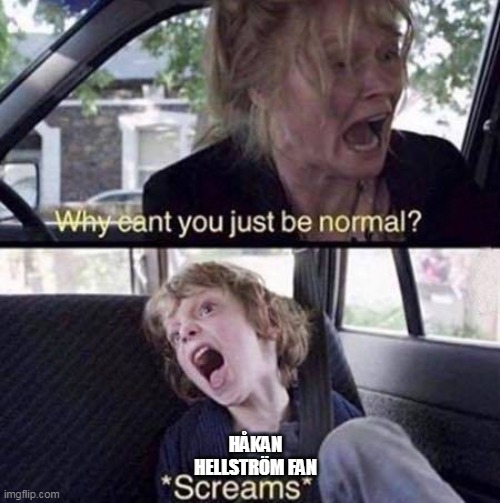 Why cant you just be normal?
HÅKAN
HELLSTRÖM FAN
*Screams*
imgflip.com